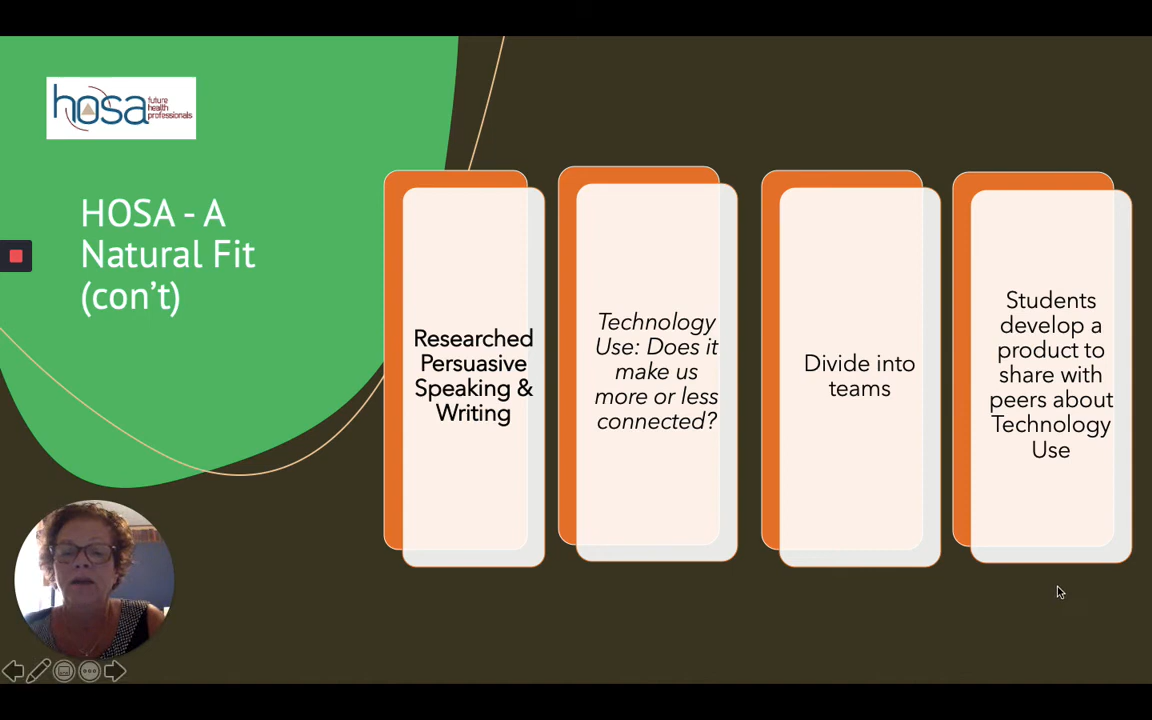 hosa
future
health
professionals
HOSA - A
Natural Fit
(con’t)
Researched
Persuasive
Speaking &
Writing
Technology
Use: Does it
make us
more or less
connected?
Divide into
teams
Students
develop a
product to
share with
peers about
Technology
Use